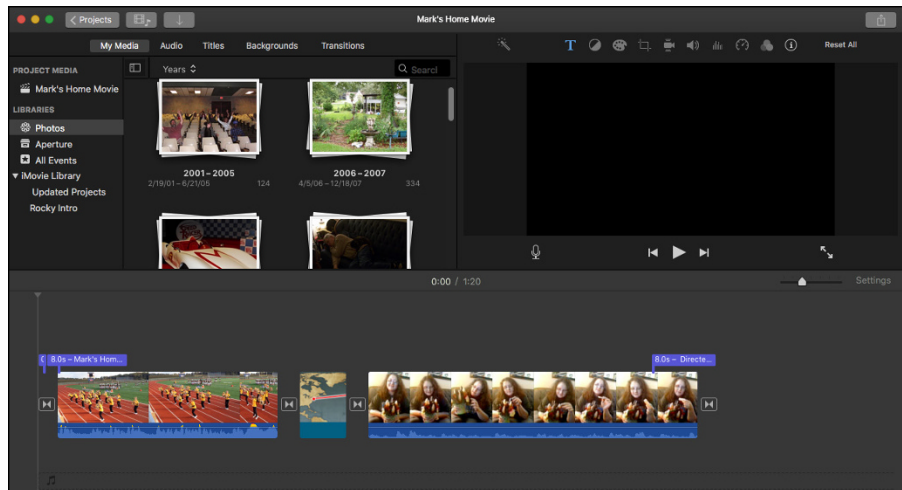 Projects
Mark's Home Movie
My Media Audio Titles Backgrounds Transitions
Reset All
PROJECT MEDIA
Years
Searcl
Mark's Home Movie
LIBRARIES
Photos
Aperture
All Events
iMovie Library
Updated Projects
Rocky Intro
2001–2005
2/19/01–6/21/05 124
2006–2007
4/5/06–12/18/07 334
0:00 / 1:20
Settings
8.0s – Mark's Hom...
8.0s – Directe...